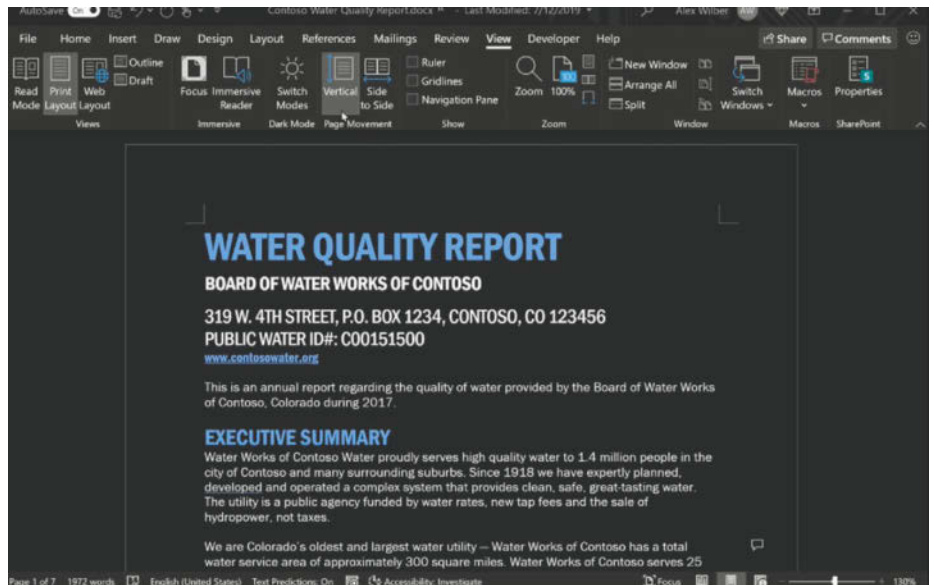 AutoSave On Contoso Water Quality Report.docx - Last Modified: 7/12/2019 Alex Wilber AW
File Home Insert Draw Design Layout References Mailings Review View Developer Help Share Comments
Read Mode
Print Layout
Web Layout
Outline
Draft
Views
Focus
Immersive Reader
Immersive
Switch Modes
Dark Mode
Vertical
Side to Side
Page Movement
Ruler
Gridlines
Navigation Pane
Show
Zoom
100
100%
Zoom
New Window
Arrange All
Split
Switch Windows
Window
Macros
Macros
Properties
SharePoint
WATER QUALITY REPORT
BOARD OF WATER WORKS OF CONTOSO
319 W. 4TH STREET, P.O. BOX 1234, CONTOSO, CO 123456
PUBLIC WATER ID#: CO0151500
www.contosowater.org
This is an annual report regarding the quality of water provided by the Board of Water Works
of Contoso, Colorado during 2017.
EXECUTIVE SUMMARY
Water Works of Contoso Water proudly serves high quality water to 1.4 million people in the
city of Contoso and many surrounding suburbs. Since 1918 we have expertly planned,
developed and operated a complex system that provides clean, safe, great-tasting water.
The utility is a public agency funded by water rates, new tap fees and the sale of
hydropower, not taxes.
We are Colorado's oldest and largest water utility — Water Works of Contoso has a total
water service area of approximately 300 square miles. Water Works of Contoso serves 25
Page 1 of 7 1972 words English (United States) Text Predictions: On Accessibility: Investigate Focus 130%